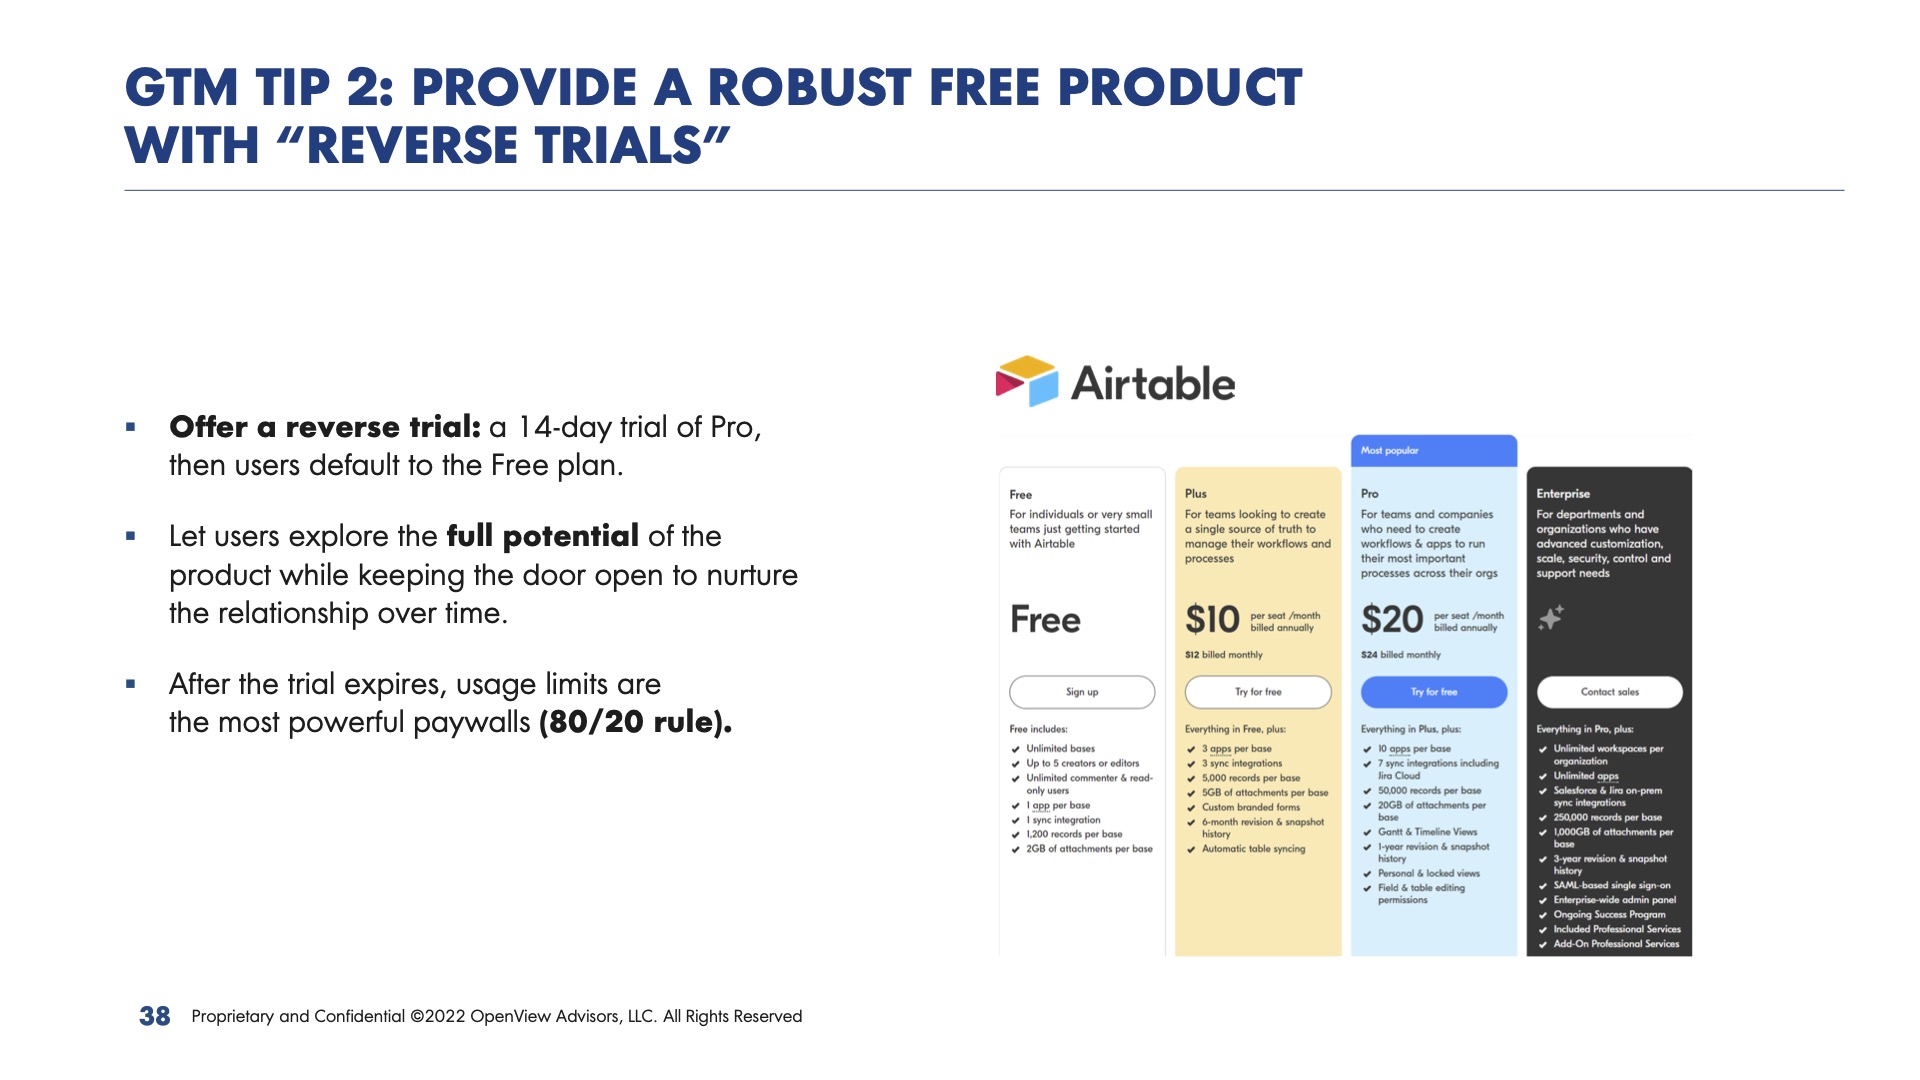 GTM TIP 2: PROVIDE A ROBUST FREE PRODUCT
WITH “REVERSE TRIALS”
▪ Offer a reverse trial: a 14-day trial of Pro,
then users default to the Free plan.
▪ Let users explore the full potential of the
product while keeping the door open to nurture
the relationship over time.
▪ After the trial expires, usage limits are
the most powerful paywalls (80/20 rule).
Airtable
Free
For individuals or very small
teams just getting started
with Airtable
Free
Sign up
Free includes:
✔ Unlimited bases
✔ Up to 5 creators or editors
✔ Unlimited commenter & read-
only users
✔ 1 app per base
✔ 1 sync integration
✔ 1,200 records per base
✔ 2GB of attachments per base
Plus
For teams looking to create
a single source of truth to
manage their workflows and
processes
$10 per seat /month
billed annually
$12 billed monthly
Try for free
Everything in Free, plus:
✔ 3 apps per base
✔ 3 sync integrations
✔ 5,000 records per base
✔ 5GB of attachments per base
✔ Custom branded forms
✔ 6-month revision & snapshot
history
✔ Automatic table syncing
Most popular
Pro
For teams and companies
who need to create
workflows & apps to run
their most important
processes across their orgs
$20 per seat /month
billed annually
$24 billed monthly
Try for free
Everything in Plus, plus:
✔ 10 apps per base
✔ 7 sync integrations including
Jira Cloud
✔ 50,000 records per base
✔ 20GB of attachments per
base
✔ Gantt & Timeline Views
✔ 1-year revision & snapshot
history
✔ Personal & locked views
✔ Field & table editing
permissions
Enterprise
For departments and
organizations who have
advanced customization,
scale, security, control and
support needs
Contact sales
Everything in Pro, plus:
✔ Unlimited workspaces per
organization
✔ Unlimited apps
✔ Salesforce & Jira on-prem
sync integrations
✔ 250,000 records per base
✔ 1,000GB of attachments per
base
✔ 3-year revision & snapshot
history
✔ SAML-based single sign-on
✔ Enterprise-wide admin panel
✔ Ongoing Success Program
✔ Included Professional Services
✔ Add-On Professional Services
38 Proprietary and Confidential ©2022 OpenView Advisors, LLC. All Rights Reserved